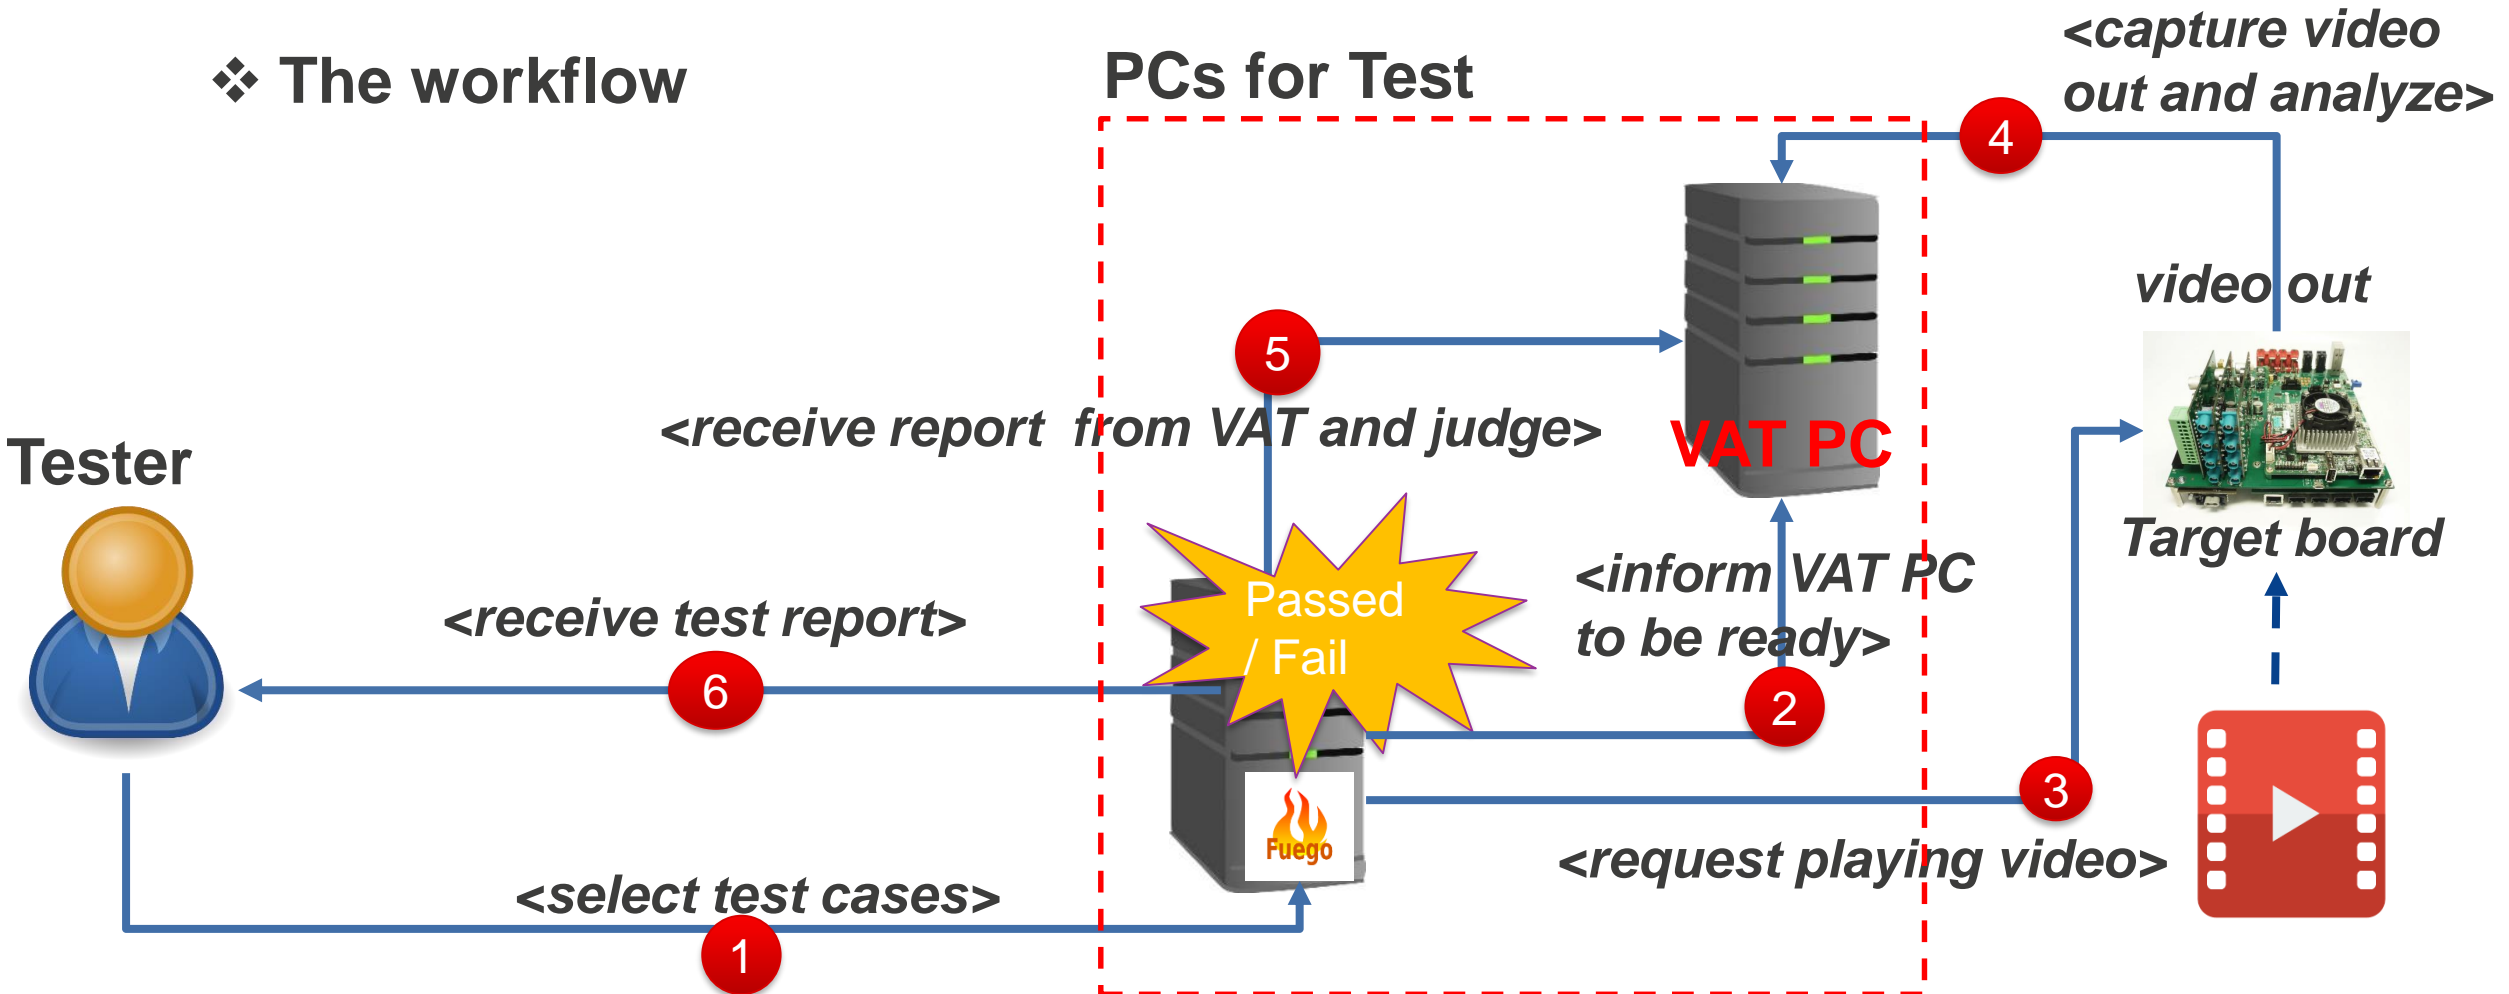 ❖ The workflow
PCs for Test
<capture video
out and analyze>
4
video out
5
<receive report from VAT and judge>
VAT PC
Tester
Target board
Passed
/ Fail
<inform VAT PC
to be ready>
<receive test report>
6
2
3
Fuego
<request playing video>
<select test cases>
1